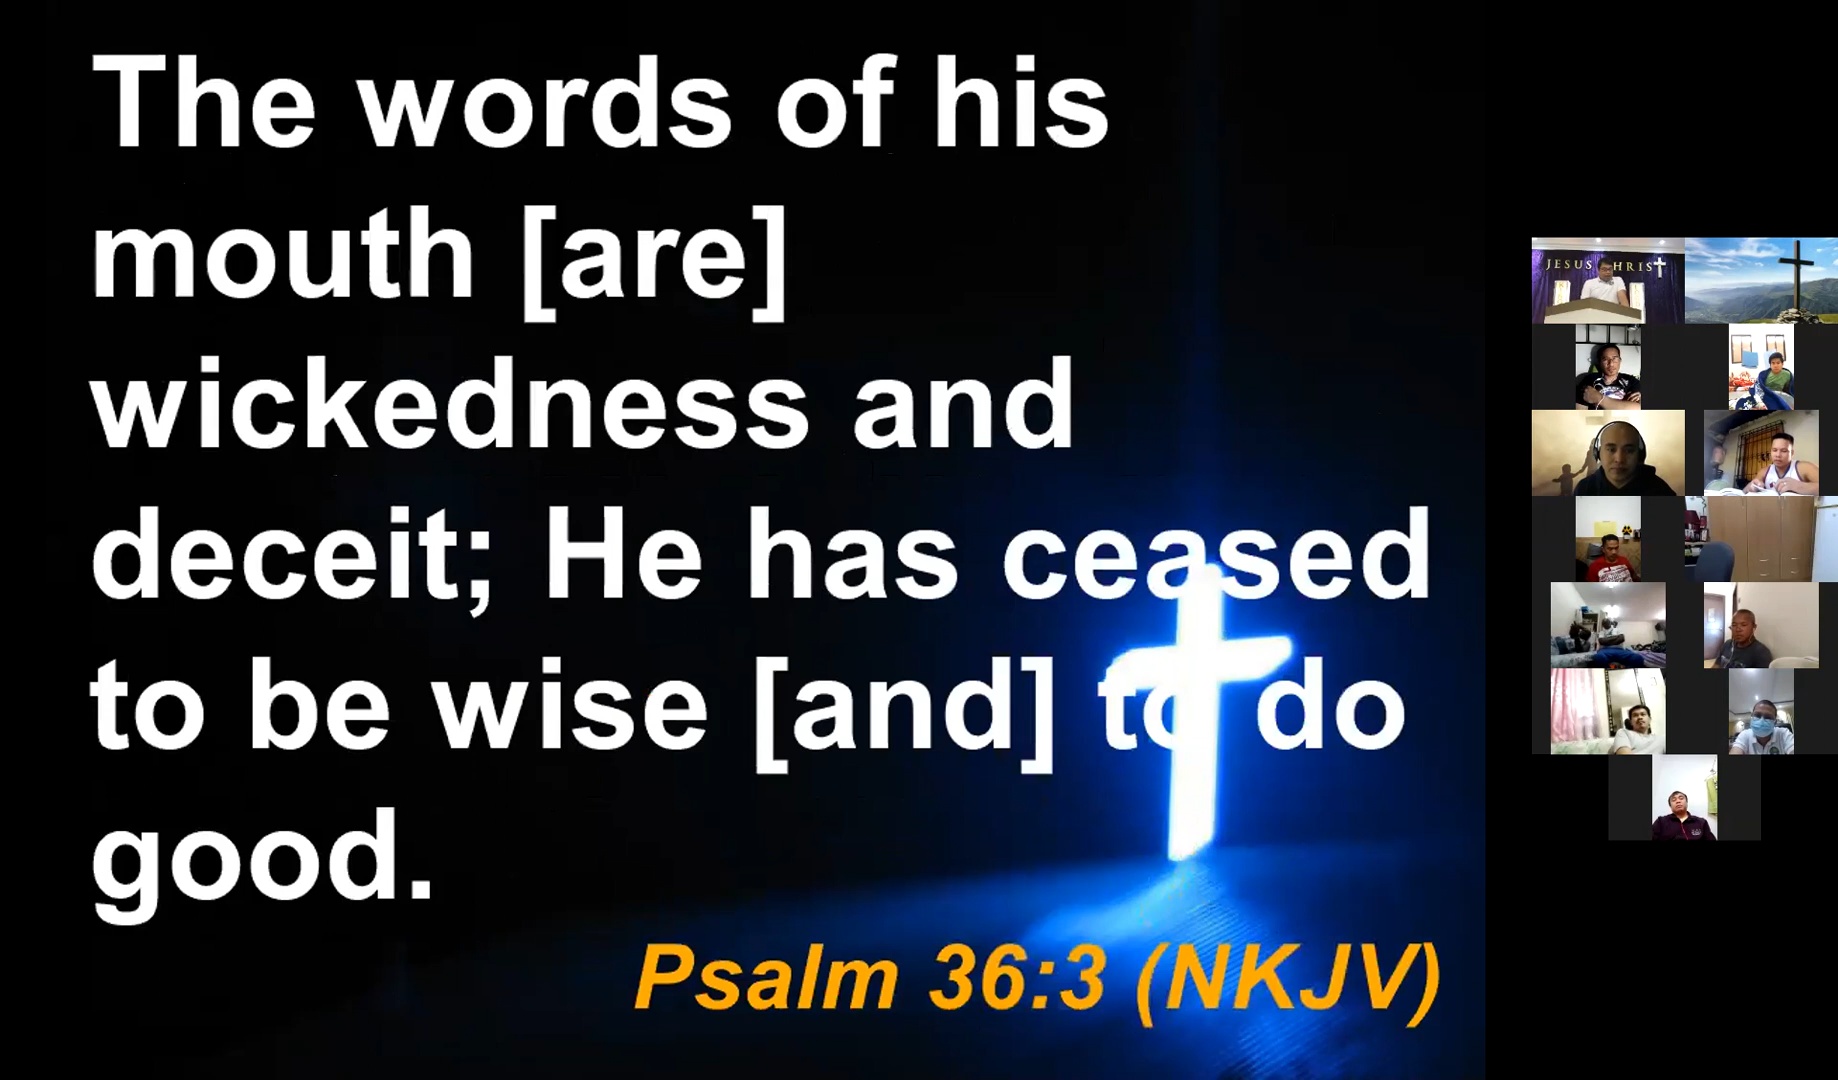 The words of his
mouth [are]
wickedness and
deceit; He has ceased
to be wise [and] to do
good.
Psalm 36:3 (NKJV)
JESUS CHRIST